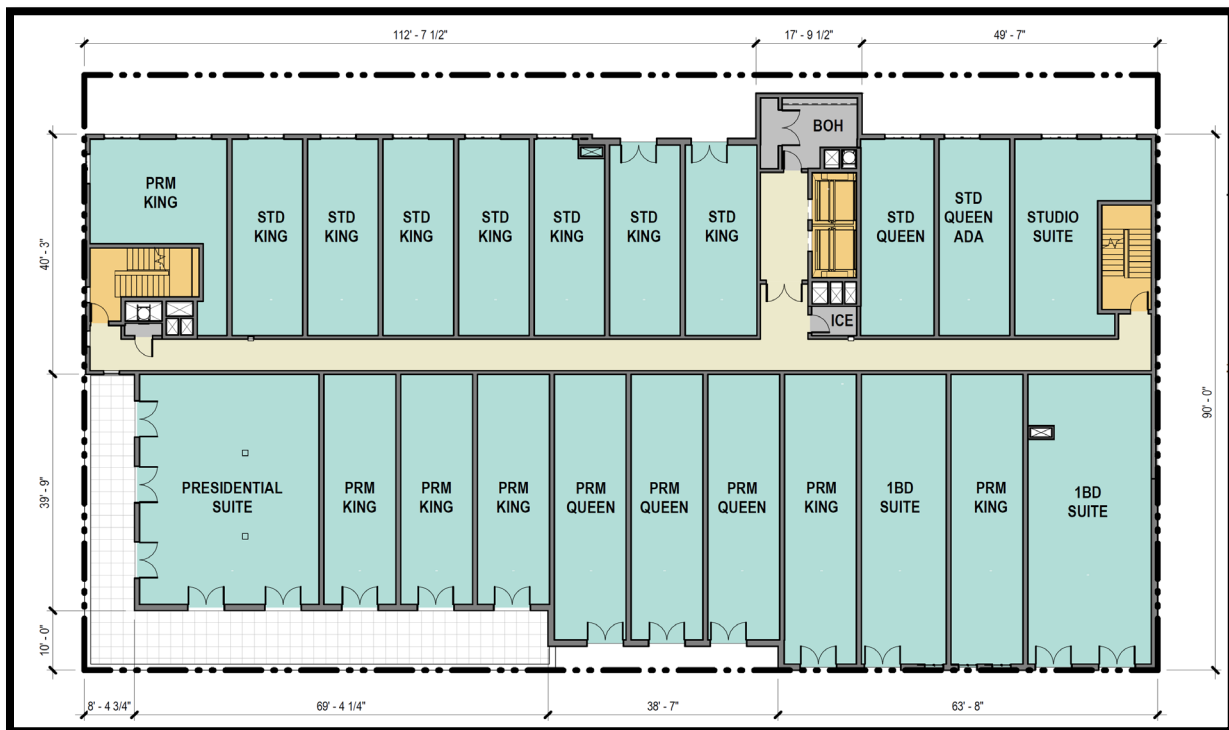 112' - 7 1/2"
17' - 9 1/2"
49' - 7"
BOH
PRM
KING
STD
KING
STD
KING
STD
KING
STD
KING
STD
KING
STD
KING
STD
KING
STD
QUEEN
STD
QUEEN
ADA
STUDIO
SUITE
40' - 3"
ICE
90' - 0"
39' - 9"
PRESIDENTIAL
SUITE
PRM
KING
PRM
KING
PRM
KING
PRM
QUEEN
PRM
QUEEN
PRM
QUEEN
PRM
KING
1BD
SUITE
PRM
KING
1BD
SUITE
10' - 0"
8' - 4 3/4"
69' - 4 1/4"
38' - 7"
63' - 8"